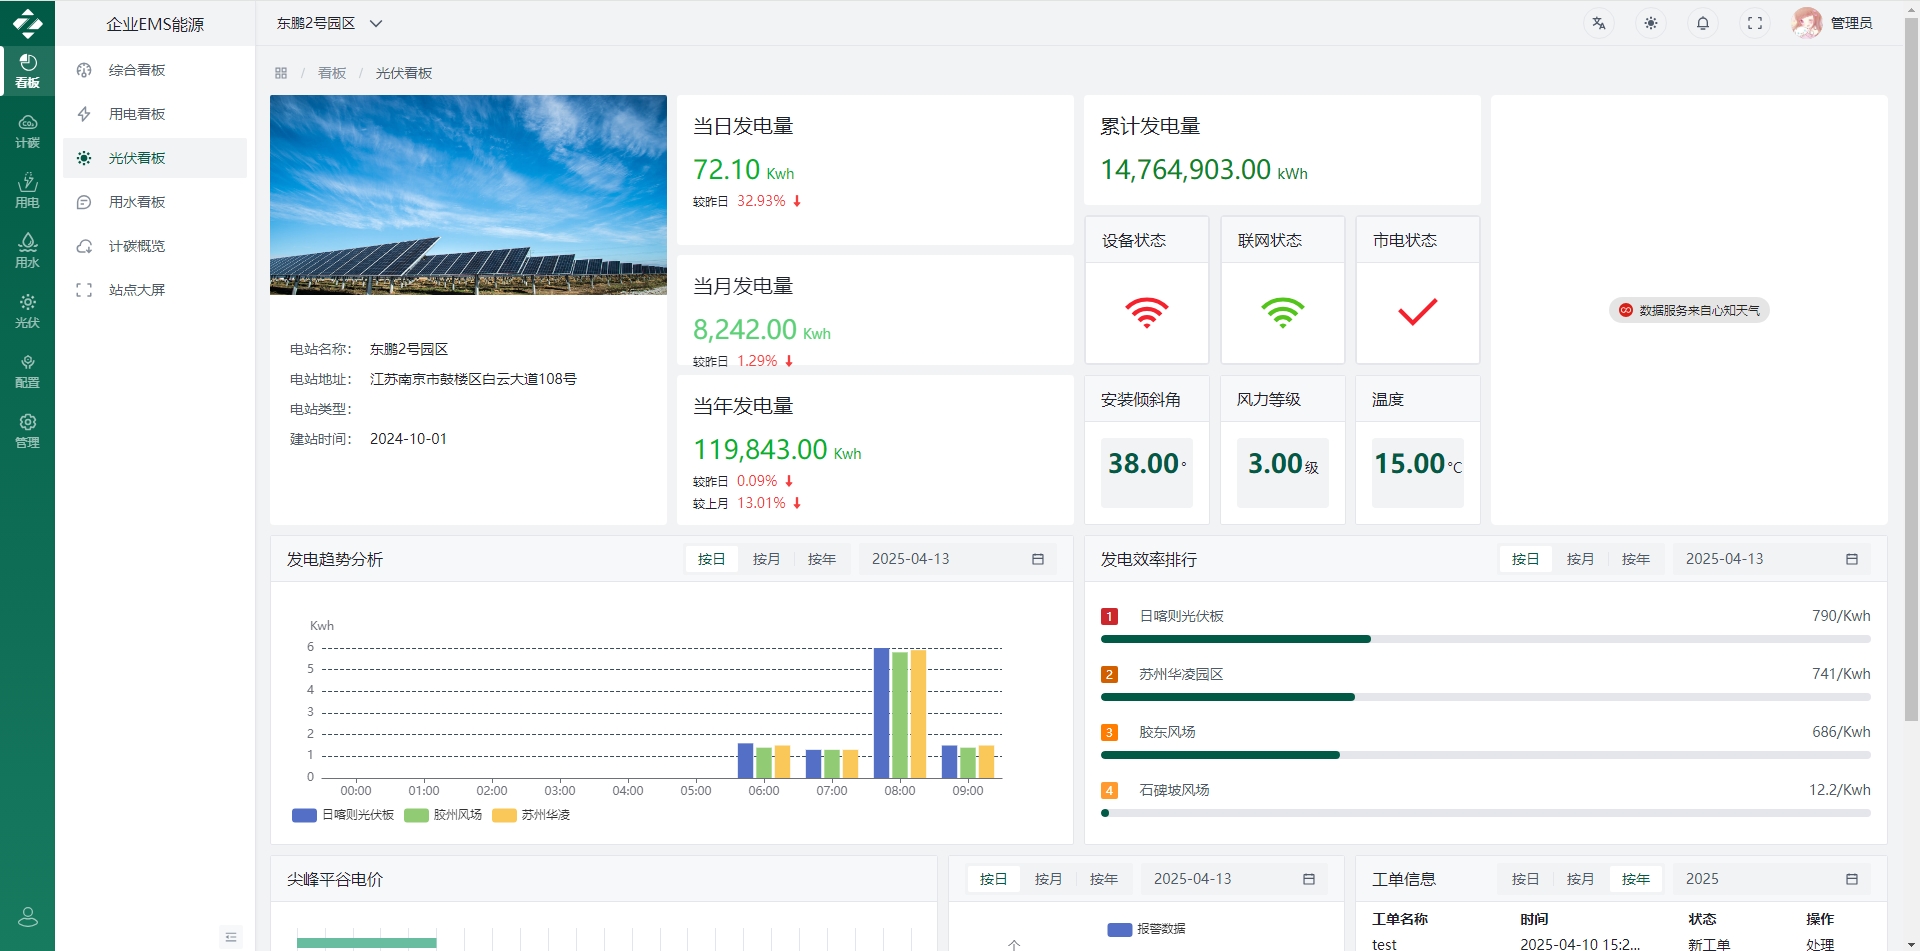 企业EMS能源
东鹏2号园区
管理员
看板
计碳
用电
用水
光伏
配置
管理
综合看板
用电看板
光伏看板
用水看板
计碳概览
站点大屏
/ 看板 / 光伏看板
电站名称： 东鹏2号园区
电站地址： 江苏南京市鼓楼区白云大道108号
电站类型：
建站时间： 2024-10-01
当日发电量
72.10 Kwh
较昨日 32.93%
当月发电量
8,242.00 Kwh
较昨日 1.29%
当年发电量
119,843.00 Kwh
较昨日 0.09%
较上月 13.01%
累计发电量
14,764,903.00 kWh
设备状态
联网状态
市电状态
安装倾斜角
38.00°
风力等级
3.00级
温度
15.00°C
数据服务来自心知天气
发电趋势分析 按日 按月 按年 2025-04-13
Kwh
6
5
4
3
2
1
0
00:00 01:00 02:00 03:00 04:00 05:00 06:00 07:00 08:00 09:00
日喀则光伏板 胶州风场 苏州华凌
发电效率排行 按日 按月 按年 2025-04-13
1 日喀则光伏板 790/Kwh
2 苏州华凌园区 741/Kwh
3 胶东风场 686/Kwh
4 石碑坡风场 12.2/Kwh
尖峰平谷电价
按日 按月 按年 2025-04-13
报警数据
工单信息 按日 按月 按年 2025
工单名称 时间 状态 操作
test 2025-04-10 15:2... 新工单 处理